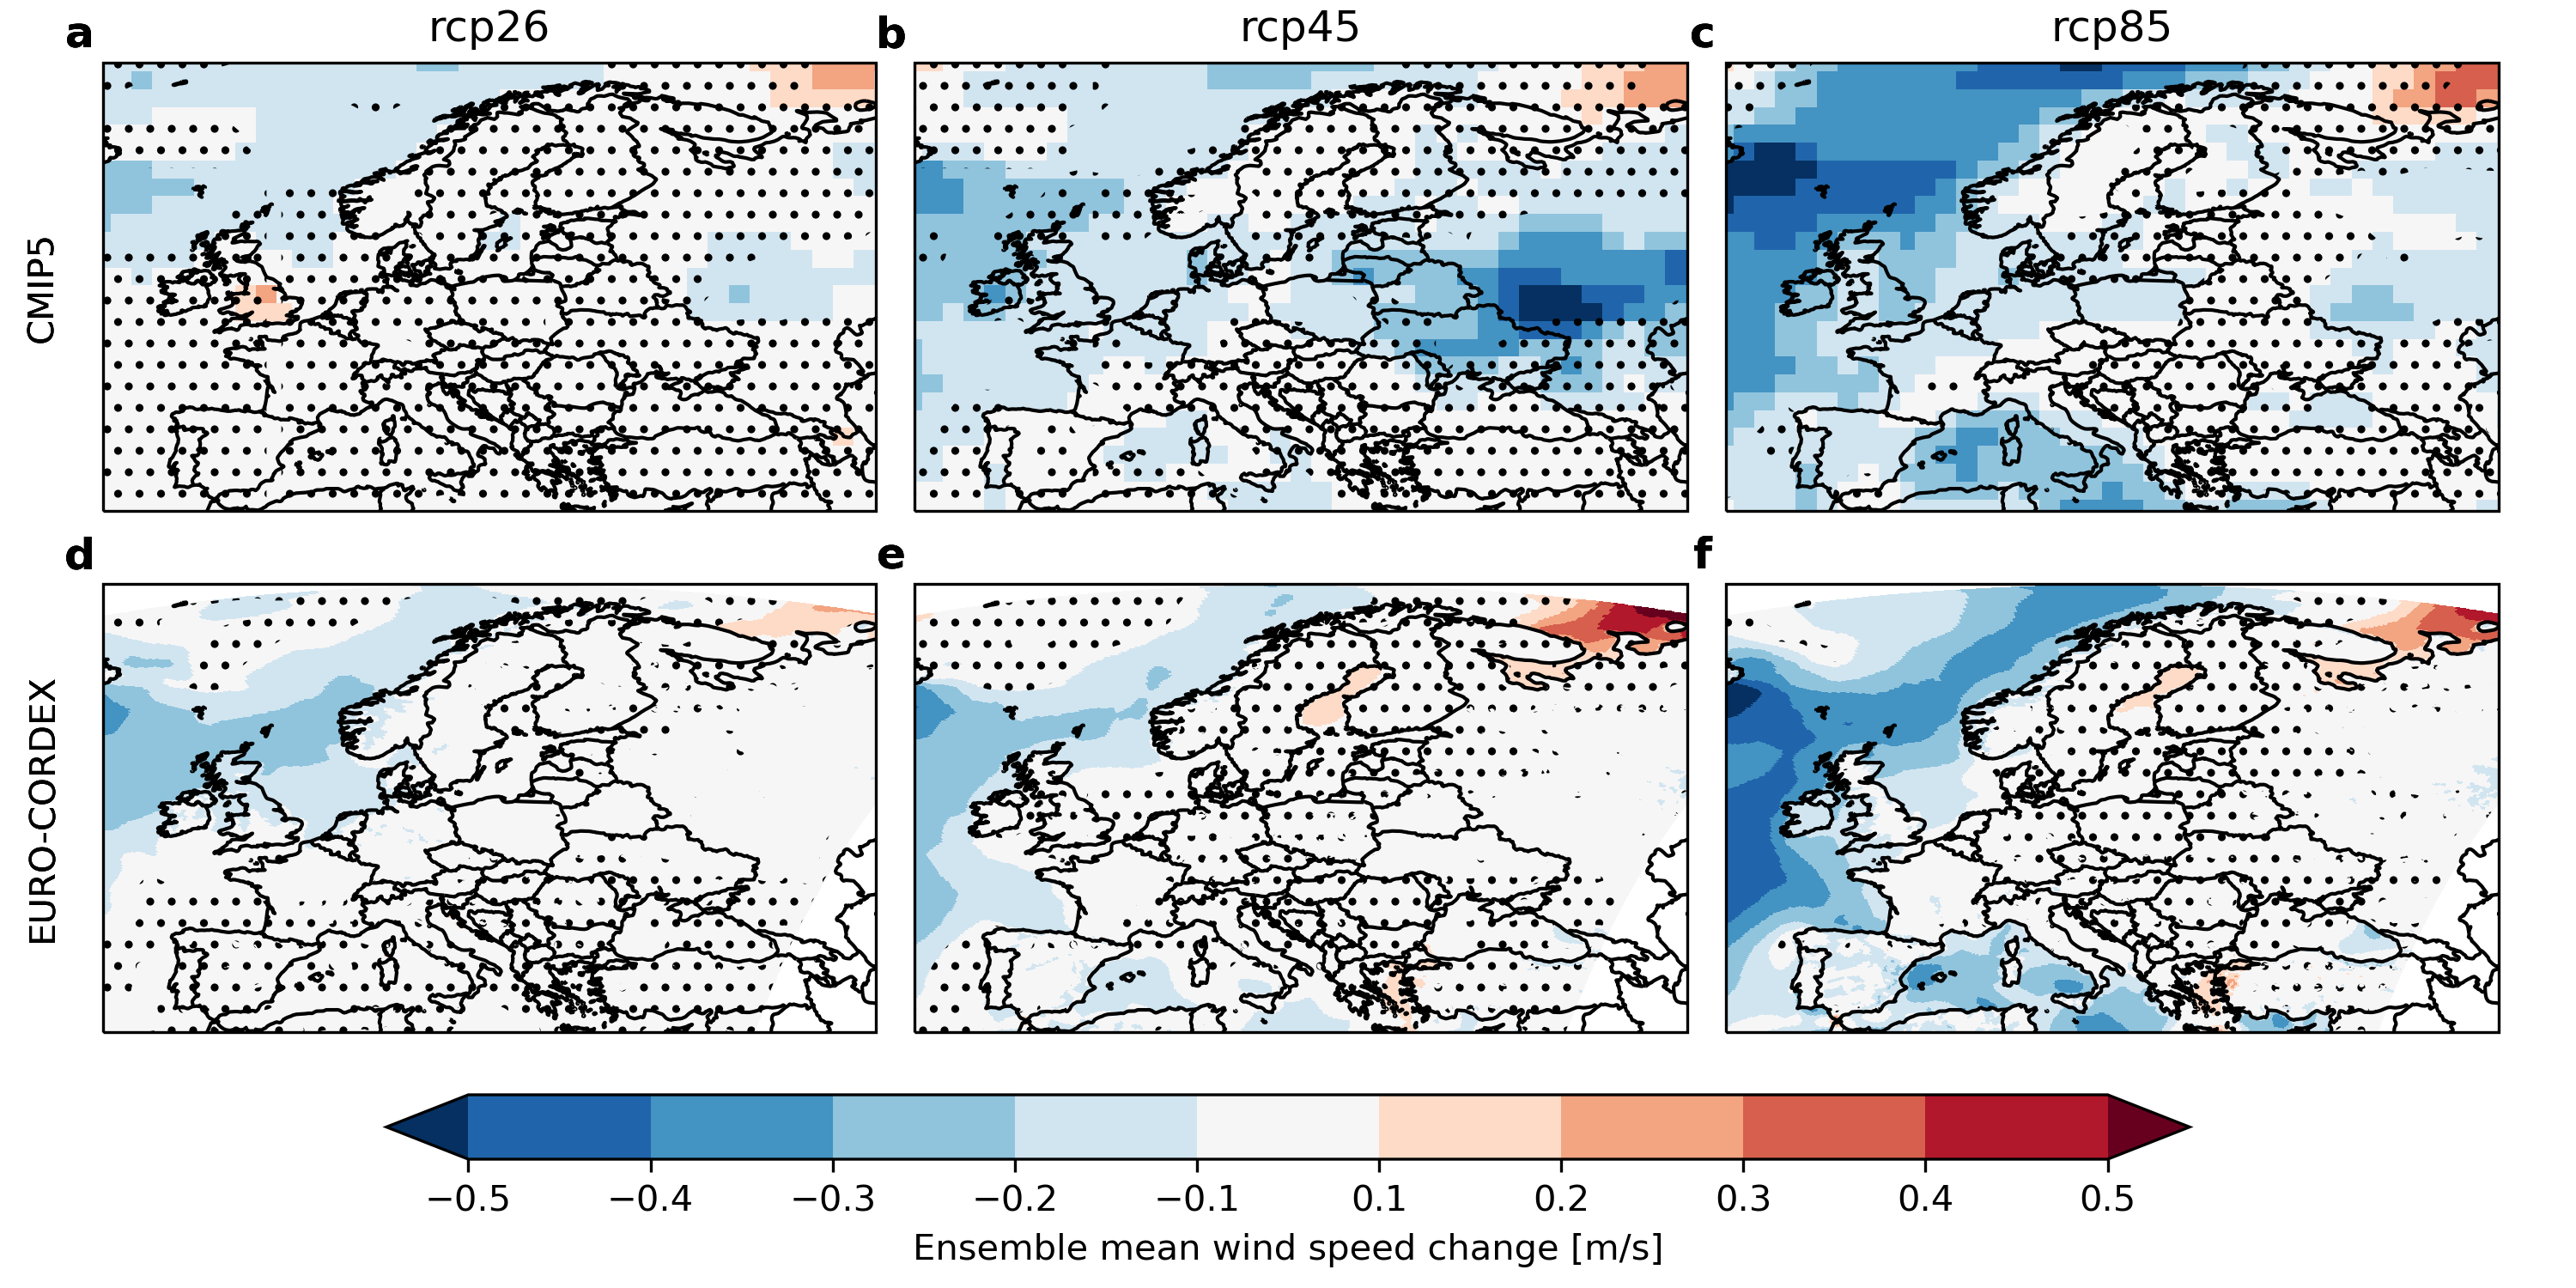 a rcp26
b rcp45
c rcp85
CMIP5
d
e
f
EURO-CORDEX
−0.5 −0.4 −0.3 −0.2 −0.1 0.1 0.2 0.3 0.4 0.5
Ensemble mean wind speed change [m/s]